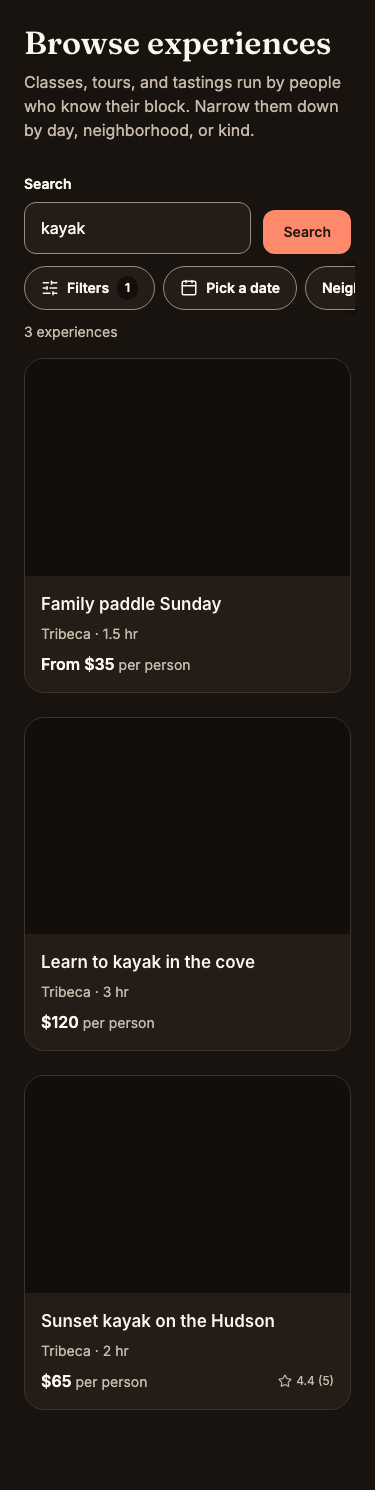 Browse experiences
Classes, tours, and tastings run by people
who know their block. Narrow them down
by day, neighborhood, or kind.
Search
kayak
Search
Filters 1
Pick a date
3 experiences
Family paddle Sunday
Tribeca · 1.5 hr
From $35 per person
Learn to kayak in the cove
Tribeca · 3 hr
$120 per person
Sunset kayak on the Hudson
Tribeca · 2 hr
$65 per person
4.4 (5)